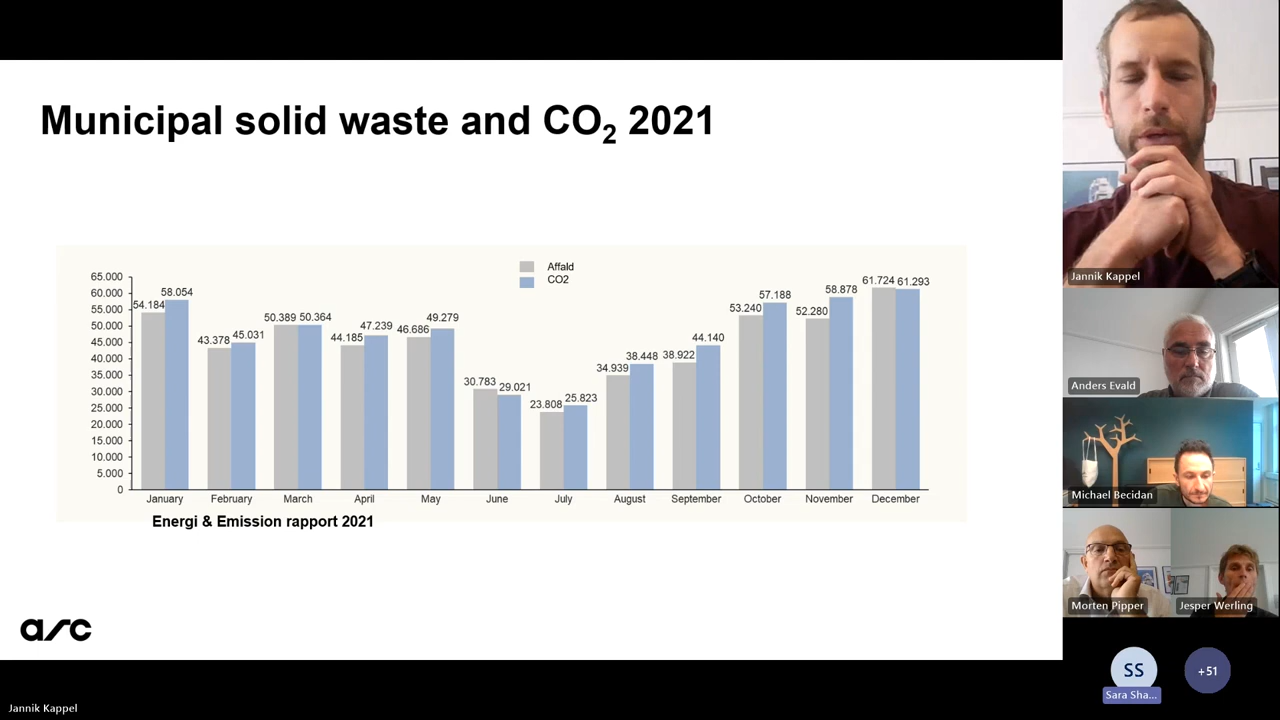 Municipal solid waste and CO2 2021
Affald
CO2
65.000
60.000
55.000
50.000
45.000
40.000
35.000
30.000
25.000
20.000
15.000
10.000
5.000
0
54.184 58.054
43.378 45.031
50.389 50.364
44.185 47.239
46.686 49.279
30.783 29.021
23.808 25.823
34.939 38.448
38.922 44.140
53.240 57.188
52.280 58.878
61.724 61.293
January February March April May June July August September October November December
Energi & Emission rapport 2021
arc
Jannik Kappel
Jannik Kappel
Anders Evald
Michael Becidan
Morten Pipper
Jesper Werling
SS
Sara Sha...
+51